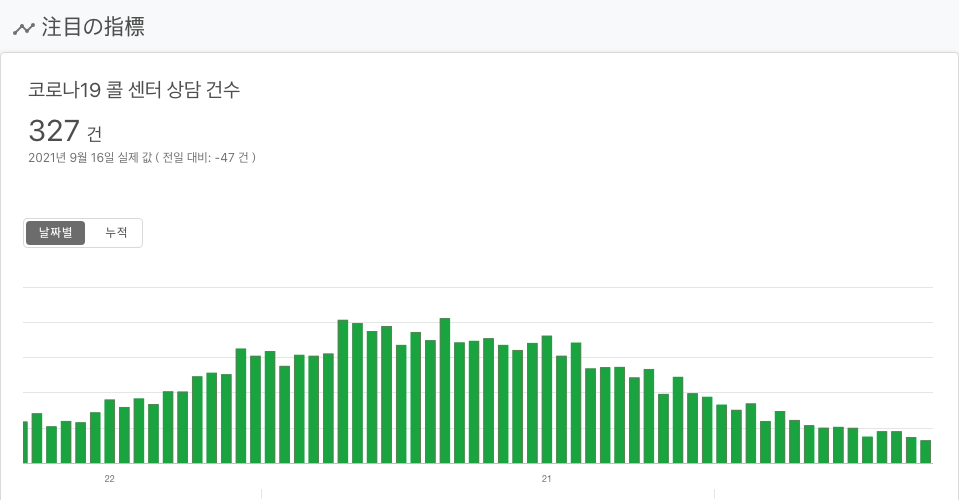 注目の指標
코로나19 콜 센터 상담 건수
327 건
2021년 9월 16일 실제 값 ( 전일 대비: -47 건 )
날짜별 누적
22 21